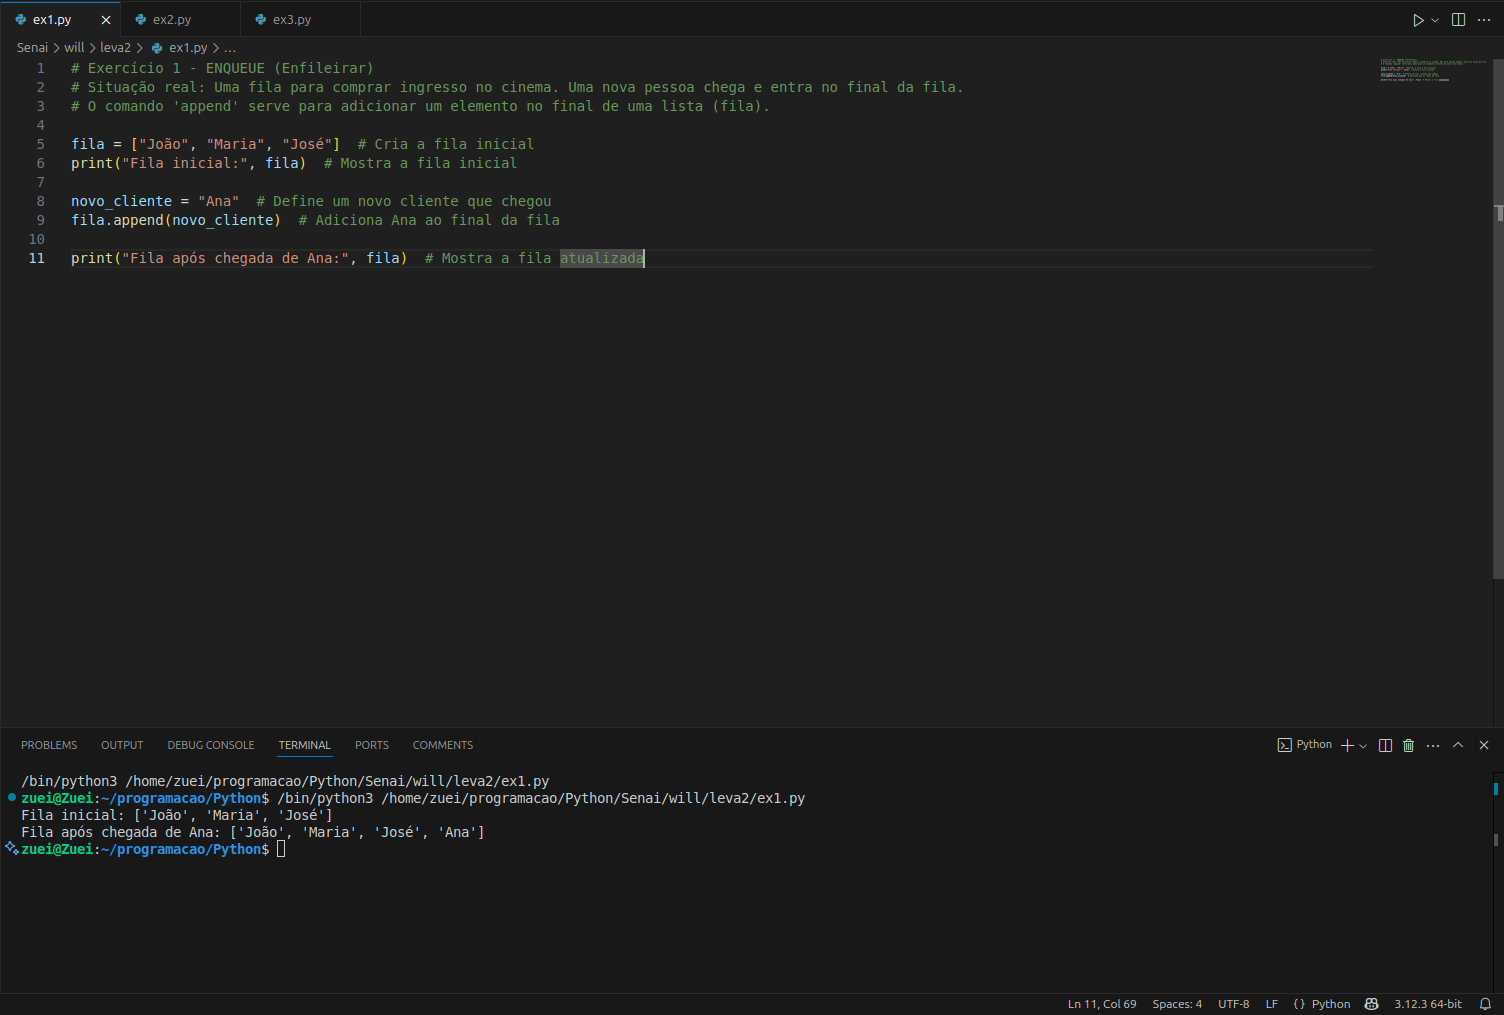 ex1.py ex2.py ex3.py
Senai > will > leva2 > ex1.py > ...
1 # Exercício 1 - ENQUEUE (Enfileirar)
2 # Situação real: Uma fila para comprar ingresso no cinema. Uma nova pessoa chega e entra no final da fila.
3 # O comando 'append' serve para adicionar um elemento no final de uma lista (fila).
4
5 fila = ["João", "Maria", "José"]  # Cria a fila inicial
6 print("Fila inicial:", fila)  # Mostra a fila inicial
7
8 novo_cliente = "Ana"  # Define um novo cliente que chegou
9 fila.append(novo_cliente)  # Adiciona Ana ao final da fila
10
11 print("Fila após chegada de Ana:", fila)  # Mostra a fila atualizada
PROBLEMS OUTPUT DEBUG CONSOLE TERMINAL PORTS COMMENTS Python
/bin/python3 /home/zuei/programacao/Python/Senai/will/leva2/ex1.py
zuei@Zuei:~/programacao/Python$ /bin/python3 /home/zuei/programacao/Python/Senai/will/leva2/ex1.py
Fila inicial: ['João', 'Maria', 'José']
Fila após chegada de Ana: ['João', 'Maria', 'José', 'Ana']
zuei@Zuei:~/programacao/Python$
Ln 11, Col 69 Spaces: 4 UTF-8 LF {} Python 3.12.3 64-bit